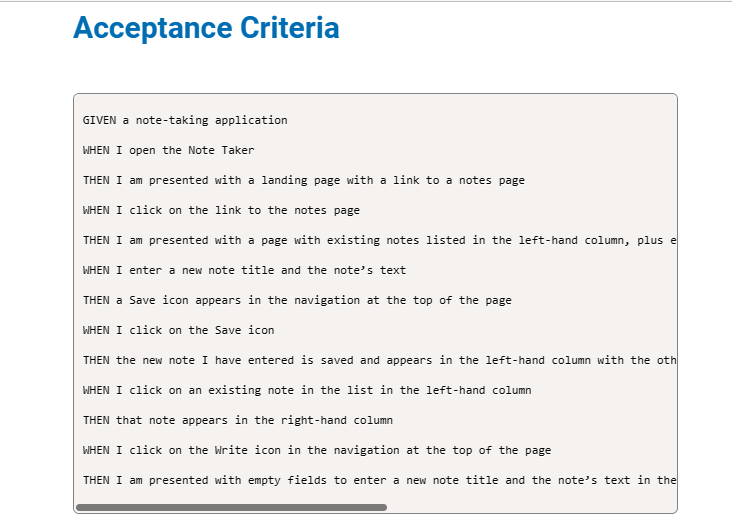 Acceptance Criteria
GIVEN a note-taking application
WHEN I open the Note Taker
THEN I am presented with a landing page with a link to a notes page
WHEN I click on the link to the notes page
THEN I am presented with a page with existing notes listed in the left-hand column, plus e
WHEN I enter a new note title and the note’s text
THEN a Save icon appears in the navigation at the top of the page
WHEN I click on the Save icon
THEN the new note I have entered is saved and appears in the left-hand column with the oth
WHEN I click on an existing note in the list in the left-hand column
THEN that note appears in the right-hand column
WHEN I click on the Write icon in the navigation at the top of the page
THEN I am presented with empty fields to enter a new note title and the note’s text in the